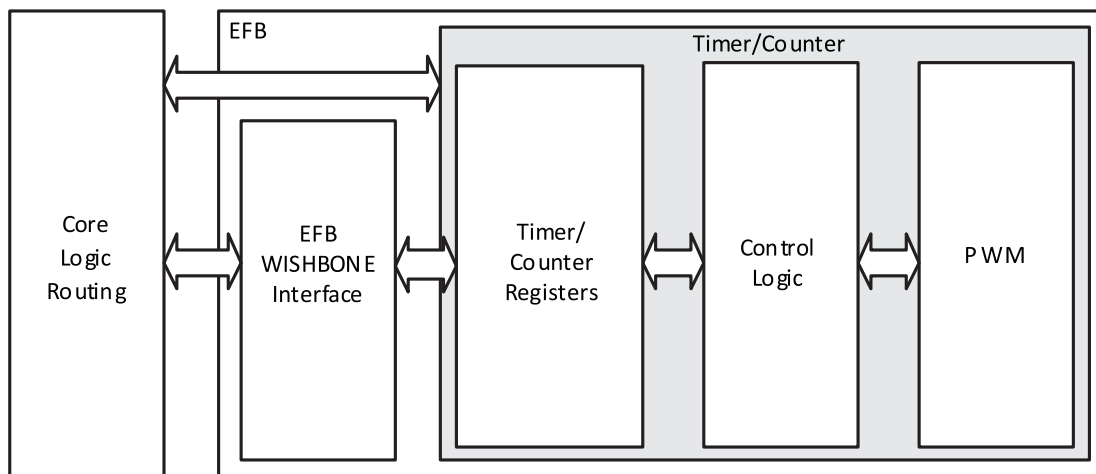 EFB
Timer/Counter
Core
Logic
Routing
EFB
WISHBONE
Interface
Timer/
Counter
Registers
Control
Logic
PWM